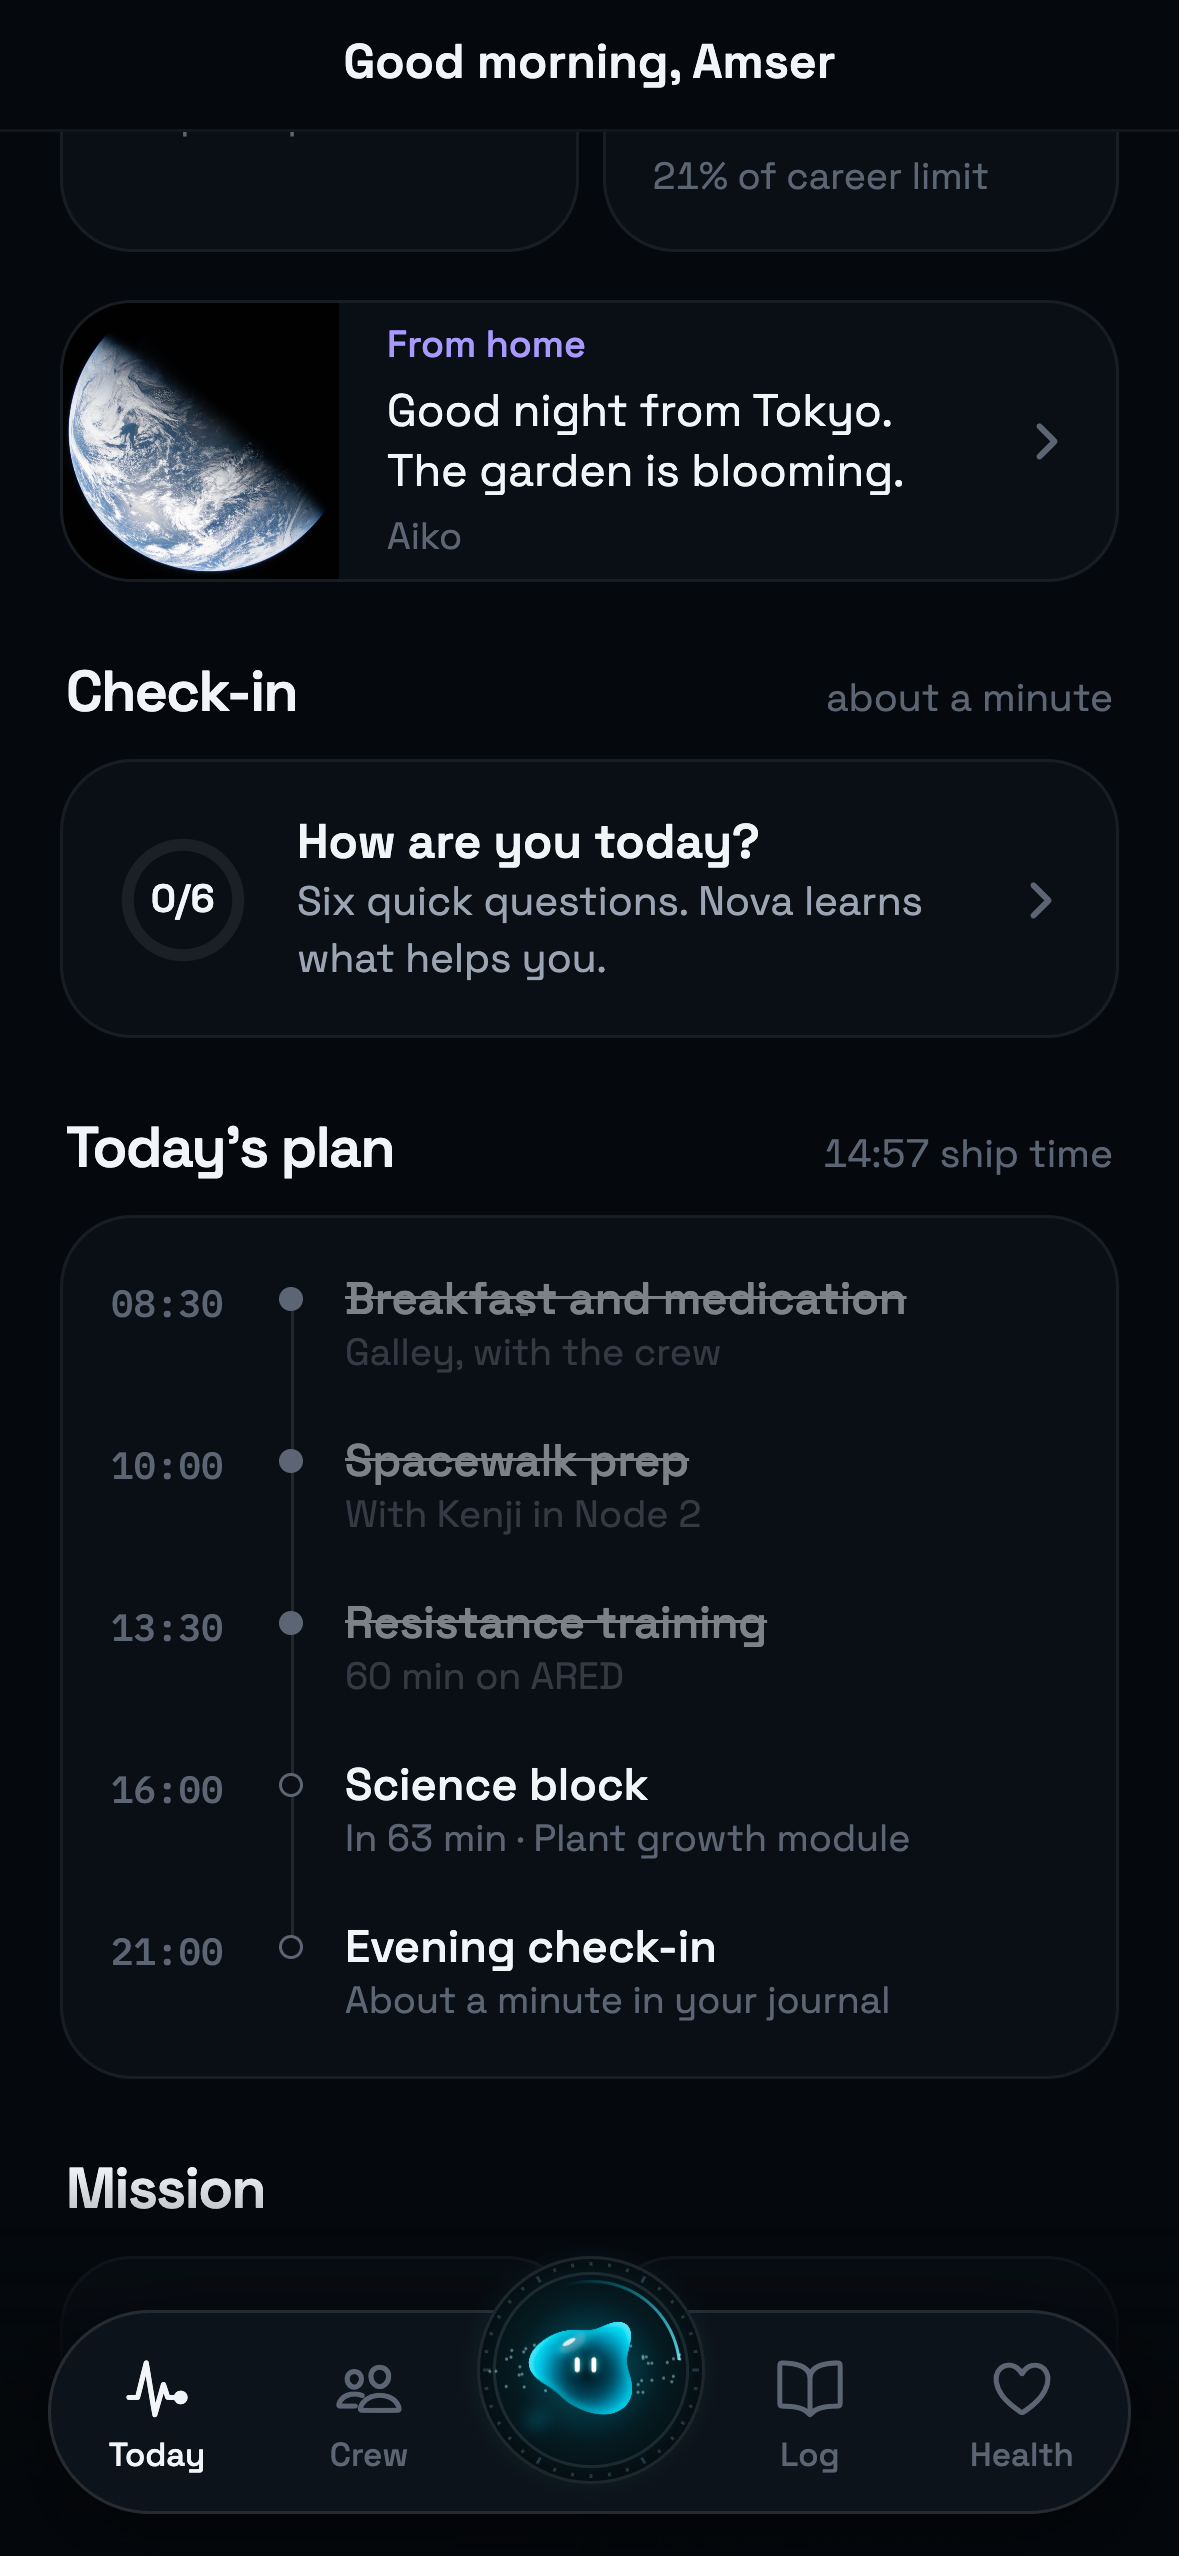 Good morning, Amser
21% of career limit
From home
Good night from Tokyo.
The garden is blooming.
Aiko
Check-in
about a minute
0/6
How are you today?
Six quick questions. Nova learns
what helps you.
Today’s plan
14:57 ship time
08:30
Breakfast and medication
Galley, with the crew
10:00
Spacewalk prep
With Kenji in Node 2
13:30
Resistance training
60 min on ARED
16:00
Science block
In 63 min · Plant growth module
21:00
Evening check-in
About a minute in your journal
Mission
Today
Crew
Log
Health